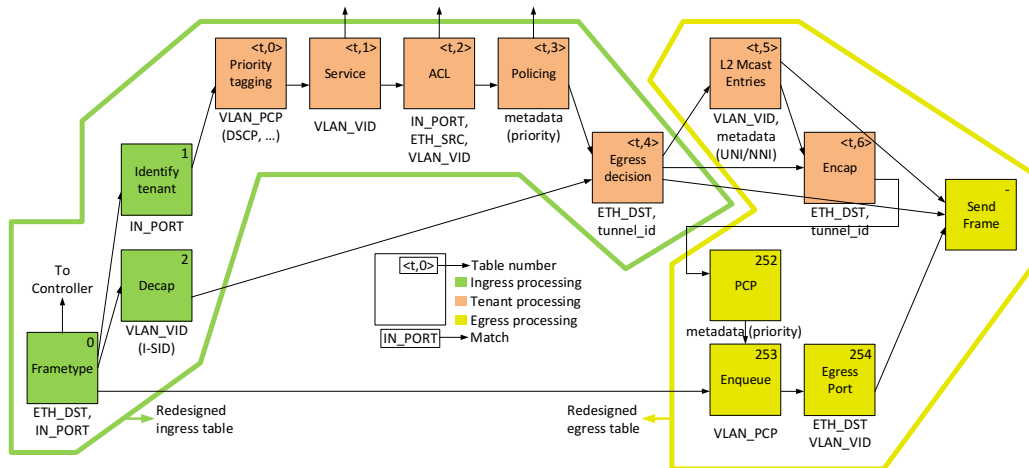 <t,0>
Priority
tagging
VLAN_PCP
(DSCP, ...)
<t,1>
Service
VLAN_VID
<t,2>
ACL
IN_PORT,
ETH_SRC,
VLAN_VID
<t,3>
Policing
metadata
(priority)
<t,5>
L2 Mcast
Entries
VLAN_VID,
metadata
(UNI/NNI)
1
Identify
tenant
IN_PORT
<t,4>
Egress
decision
ETH_DST,
tunnel_id
<t,6>
Encap
ETH_DST,
tunnel_id
-
Send
Frame
To
Controller
2
Decap
VLAN_VID
(I-SID)
<t,0>
Table number
Ingress processing
Tenant processing
Egress processing
IN_PORT
Match
252
PCP
metadata (priority)
0
Frametype
ETH_DST,
IN_PORT
253
Enqueue
VLAN_PCP
254
Egress
Port
ETH_DST
VLAN_VID
Redesigned
ingress table
Redesigned
egress table